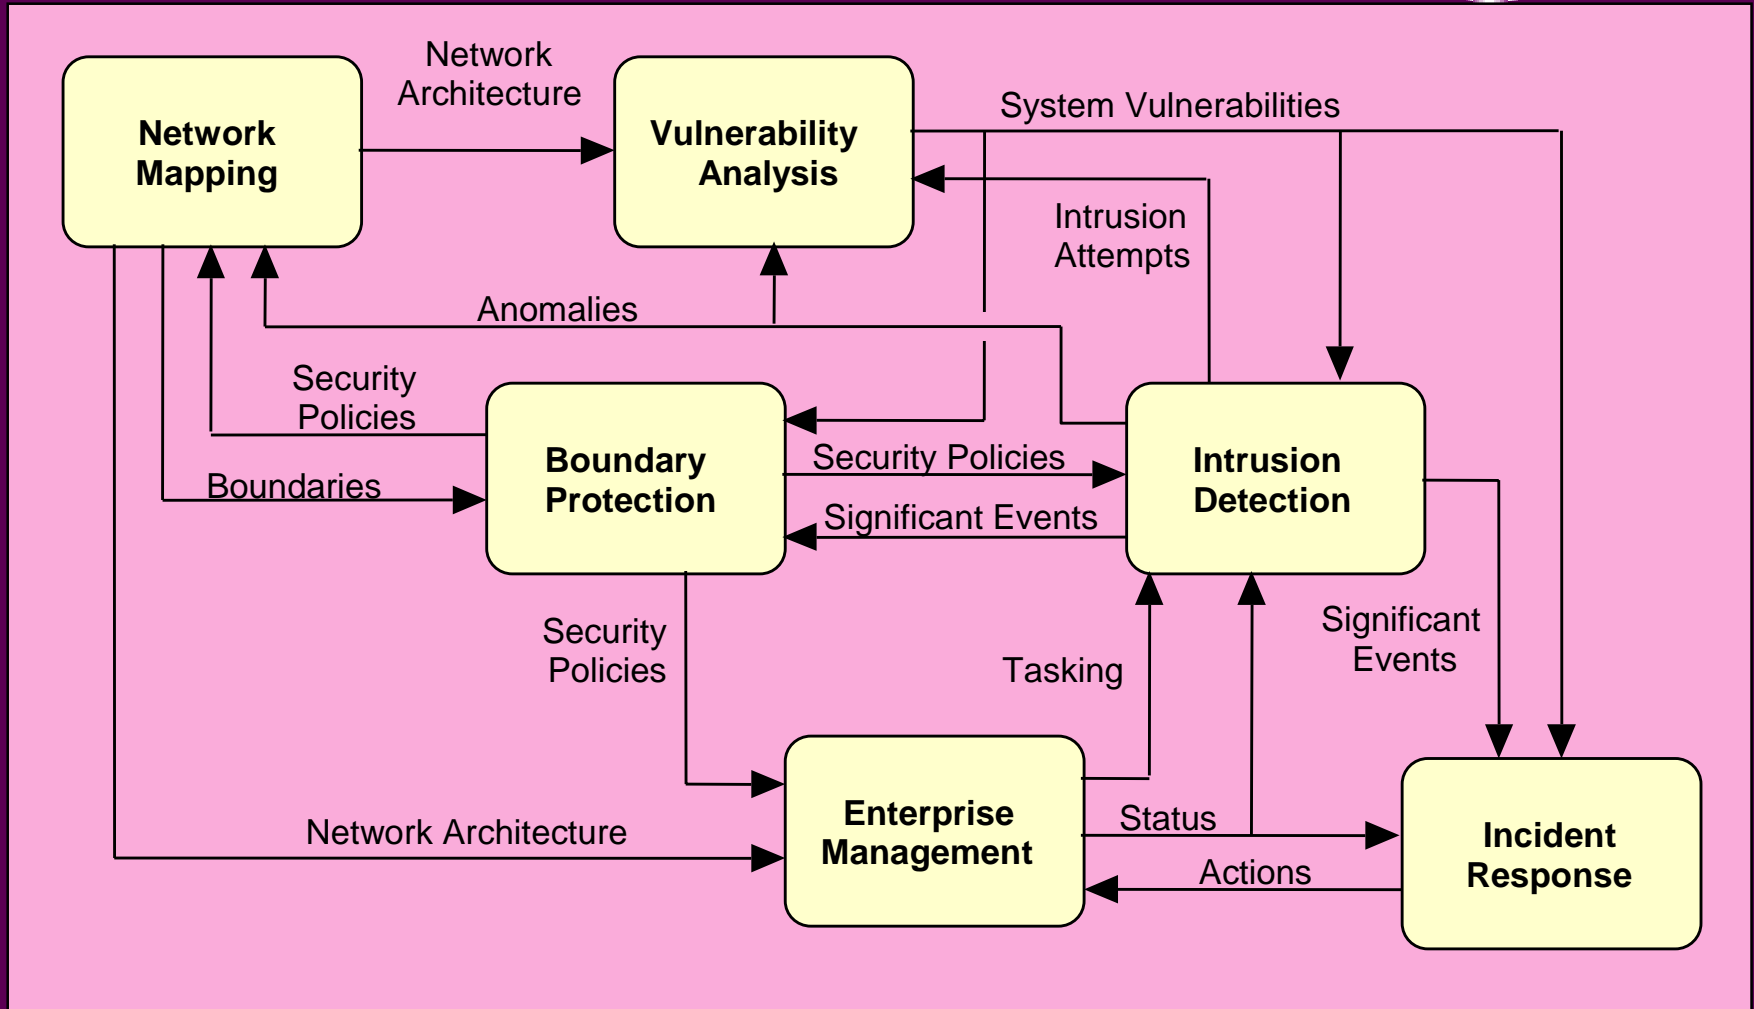 Network
Architecture
Network
Mapping
Vulnerability
Analysis
System Vulnerabilities
Intrusion
Attempts
Anomalies
Security
Policies
Boundaries
Boundary
Protection
Security Policies
Significant Events
Intrusion
Detection
Security
Policies
Tasking
Significant
Events
Network Architecture
Enterprise
Management
Status
Actions
Incident
Response